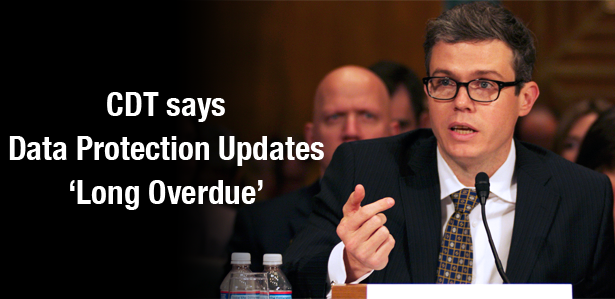 CDT says
Data Protection Updates
‘Long Overdue’